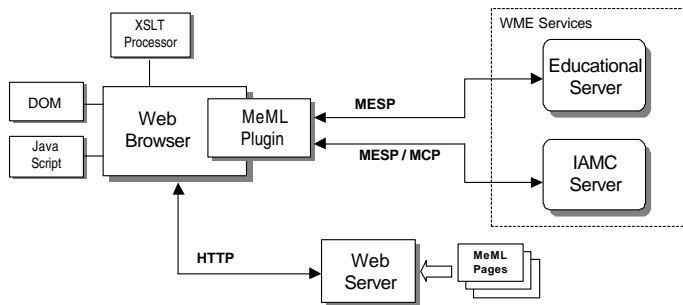 XSLT
Processor
WME Services
Educational
Server
DOM
Web
Browser
MeML
Plugin
MESP
Java
Script
MESP / MCP
IAMC
Server
HTTP
Web
Server
MeML
Pages